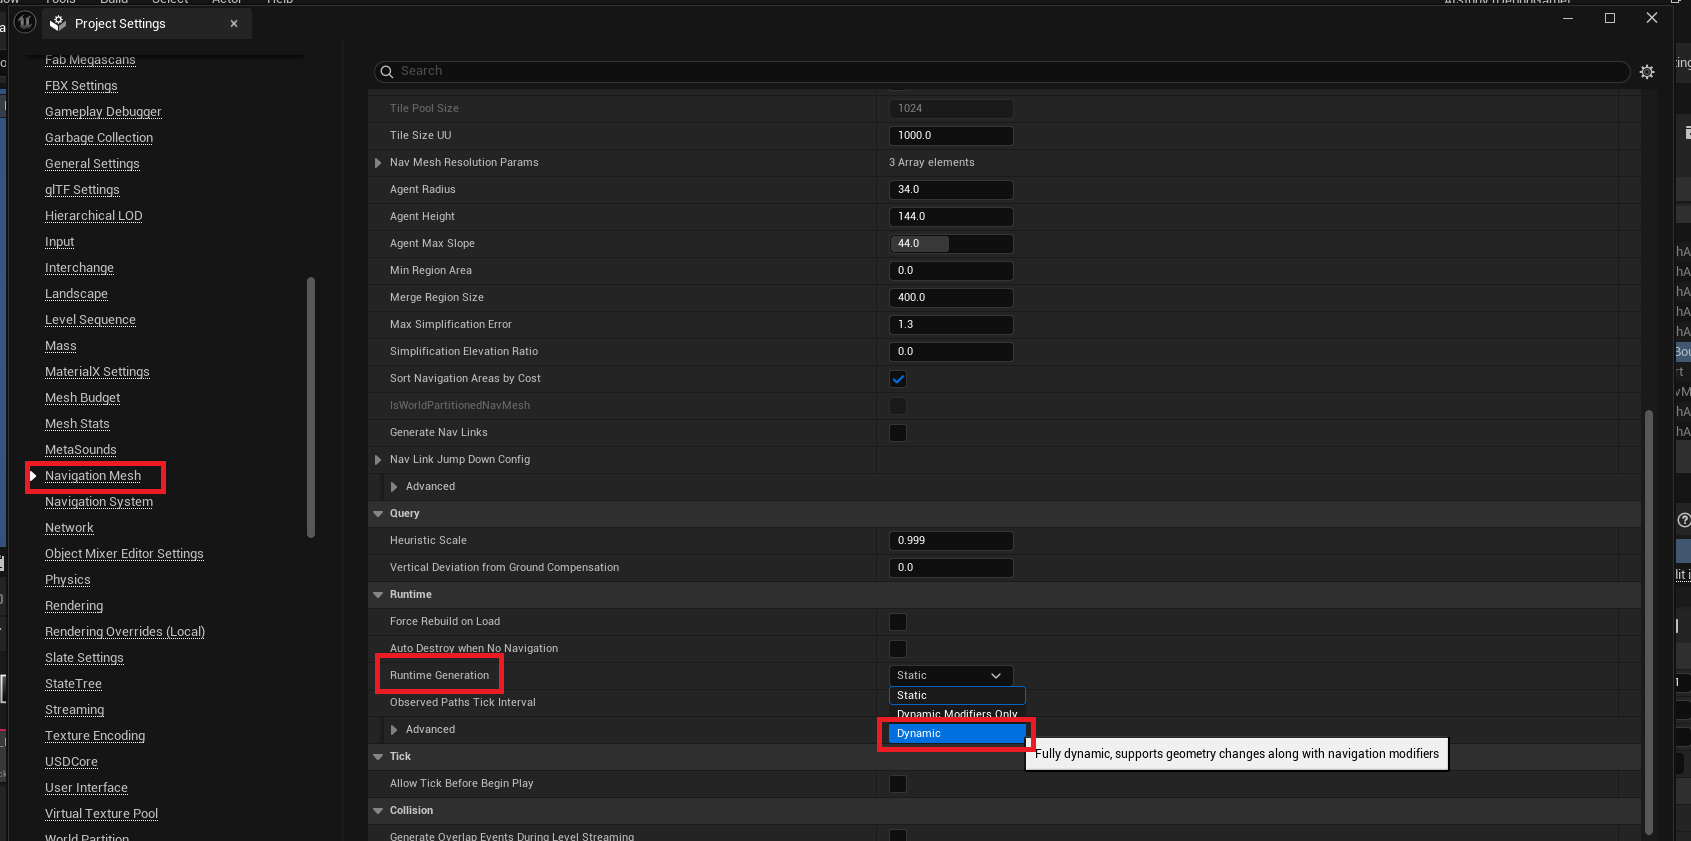 Tools Build Select Actor Help
Project Settings
Fab Megascans
FBX Settings
Gameplay Debugger
Garbage Collection
General Settings
glTF Settings
Hierarchical LOD
Input
Interchange
Landscape
Level Sequence
Mass
MaterialX Settings
Mesh Budget
Mesh Stats
MetaSounds
Navigation Mesh
Navigation System
Network
Object Mixer Editor Settings
Physics
Rendering
Rendering Overrides (Local)
Slate Settings
StateTree
Streaming
Texture Encoding
USDCore
User Interface
Virtual Texture Pool
World Partition
Search
Tile Pool Size 1024
Tile Size UU 1000.0
Nav Mesh Resolution Params 3 Array elements
Agent Radius 34.0
Agent Height 144.0
Agent Max Slope 44.0
Min Region Area 0.0
Merge Region Size 400.0
Max Simplification Error 1.3
Simplification Elevation Ratio 0.0
Sort Navigation Areas by Cost
IsWorldPartitionedNavMesh
Generate Nav Links
Nav Link Jump Down Config
Advanced
Query
Heuristic Scale 0.999
Vertical Deviation from Ground Compensation 0.0
Runtime
Force Rebuild on Load
Auto Destroy when No Navigation
Runtime Generation Static
Static
Observed Paths Tick Interval
Dynamic Modifiers Only
Advanced
Dynamic
Fully dynamic, supports geometry changes along with navigation modifiers
Tick
Allow Tick Before Begin Play
Collision
Generate Overlap Events During Level Streaming